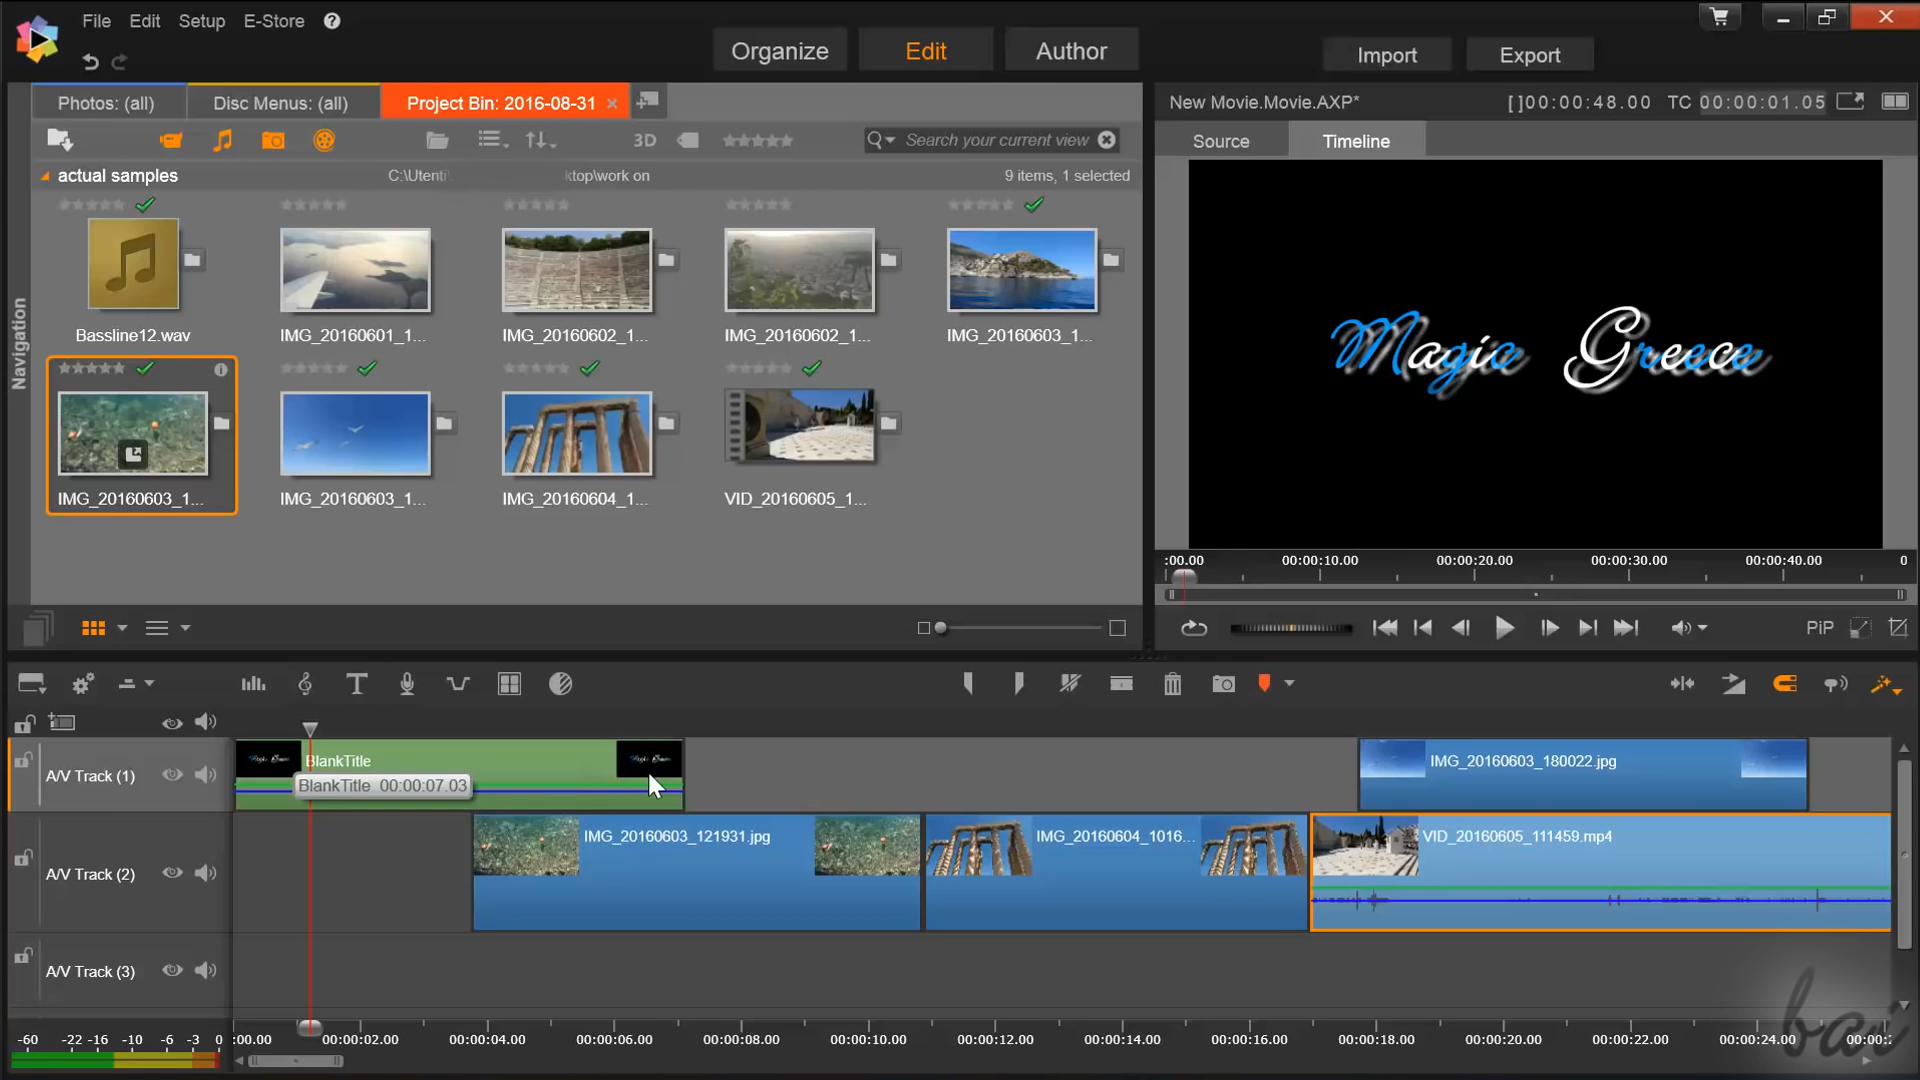 File Edit Setup E-Store ?
Organize Edit Author
Import Export
Photos: (all) Disc Menus: (all) Project Bin: 2016-08-31
New Movie.Movie.AXP* [ ]00:00:48.00 TC 00:00:01.05
3D Search your current view
Source Timeline
actual samples C:\Utenti\ ktop\work on 9 items, 1 selected
Navigation
Bassline12.wav IMG_20160601_1... IMG_20160602_1... IMG_20160602_1... IMG_20160603_1...
Magic Greece
IMG_20160603_1... IMG_20160603_1... IMG_20160604_1... VID_20160605_1...
:00.00 00:00:10.00 00:00:20.00 00:00:30.00 00:00:40.00 0
PiP
A/V Track (1) BlankTitle IMG_20160603_180022.jpg
BlankTitle 00:00:07.03
A/V Track (2) IMG_20160603_121931.jpg IMG_20160604_1016... VID_20160605_111459.mp4
A/V Track (3)
-60 -22 -16 -10 -6 -3 0 :00.00 00:00:02.00 00:00:04.00 00:00:06.00 00:00:08.00 00:00:10.00 00:00:12.00 00:00:14.00 00:00:16.00 00:00:18.00 00:00:20.00 00:00:22.00 00:00:24.00 00:00: